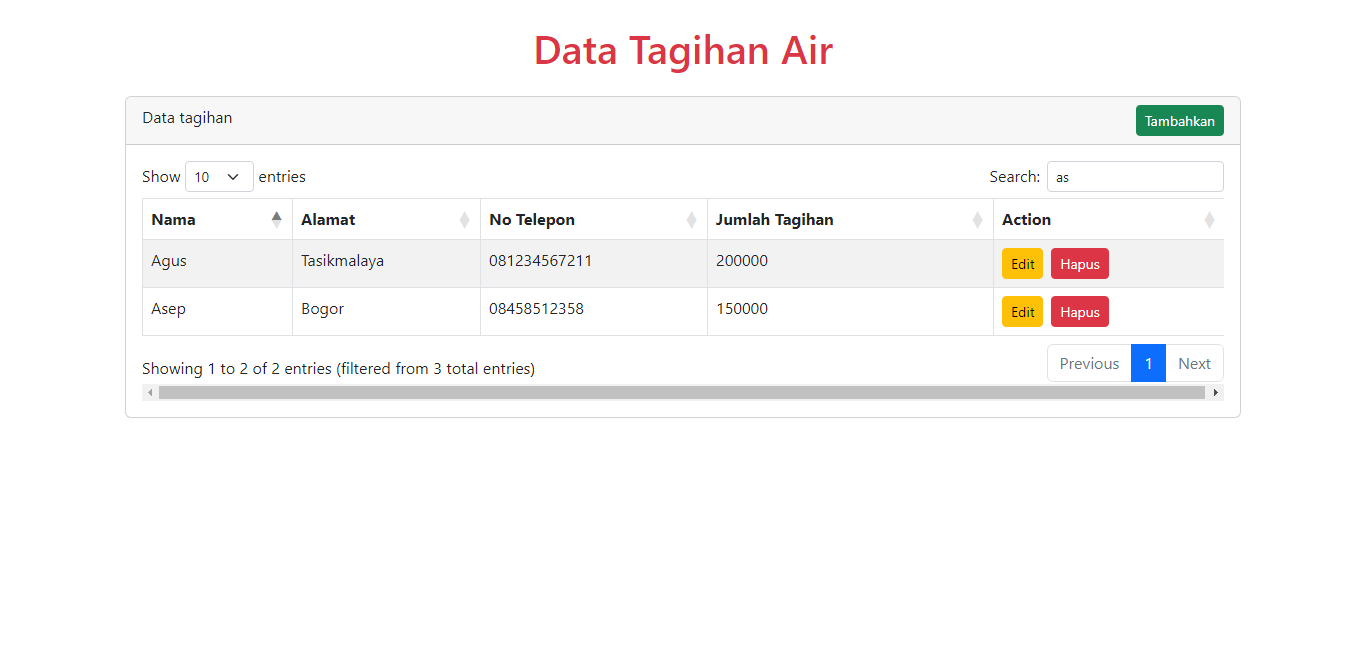 Data Tagihan Air
Data tagihan Tambahkan
Show 10 entries Search: as
Nama Alamat No Telepon Jumlah Tagihan Action
Agus Tasikmalaya 081234567211 200000 Edit Hapus
Asep Bogor 08458512358 150000 Edit Hapus
Showing 1 to 2 of 2 entries (filtered from 3 total entries) Previous 1 Next